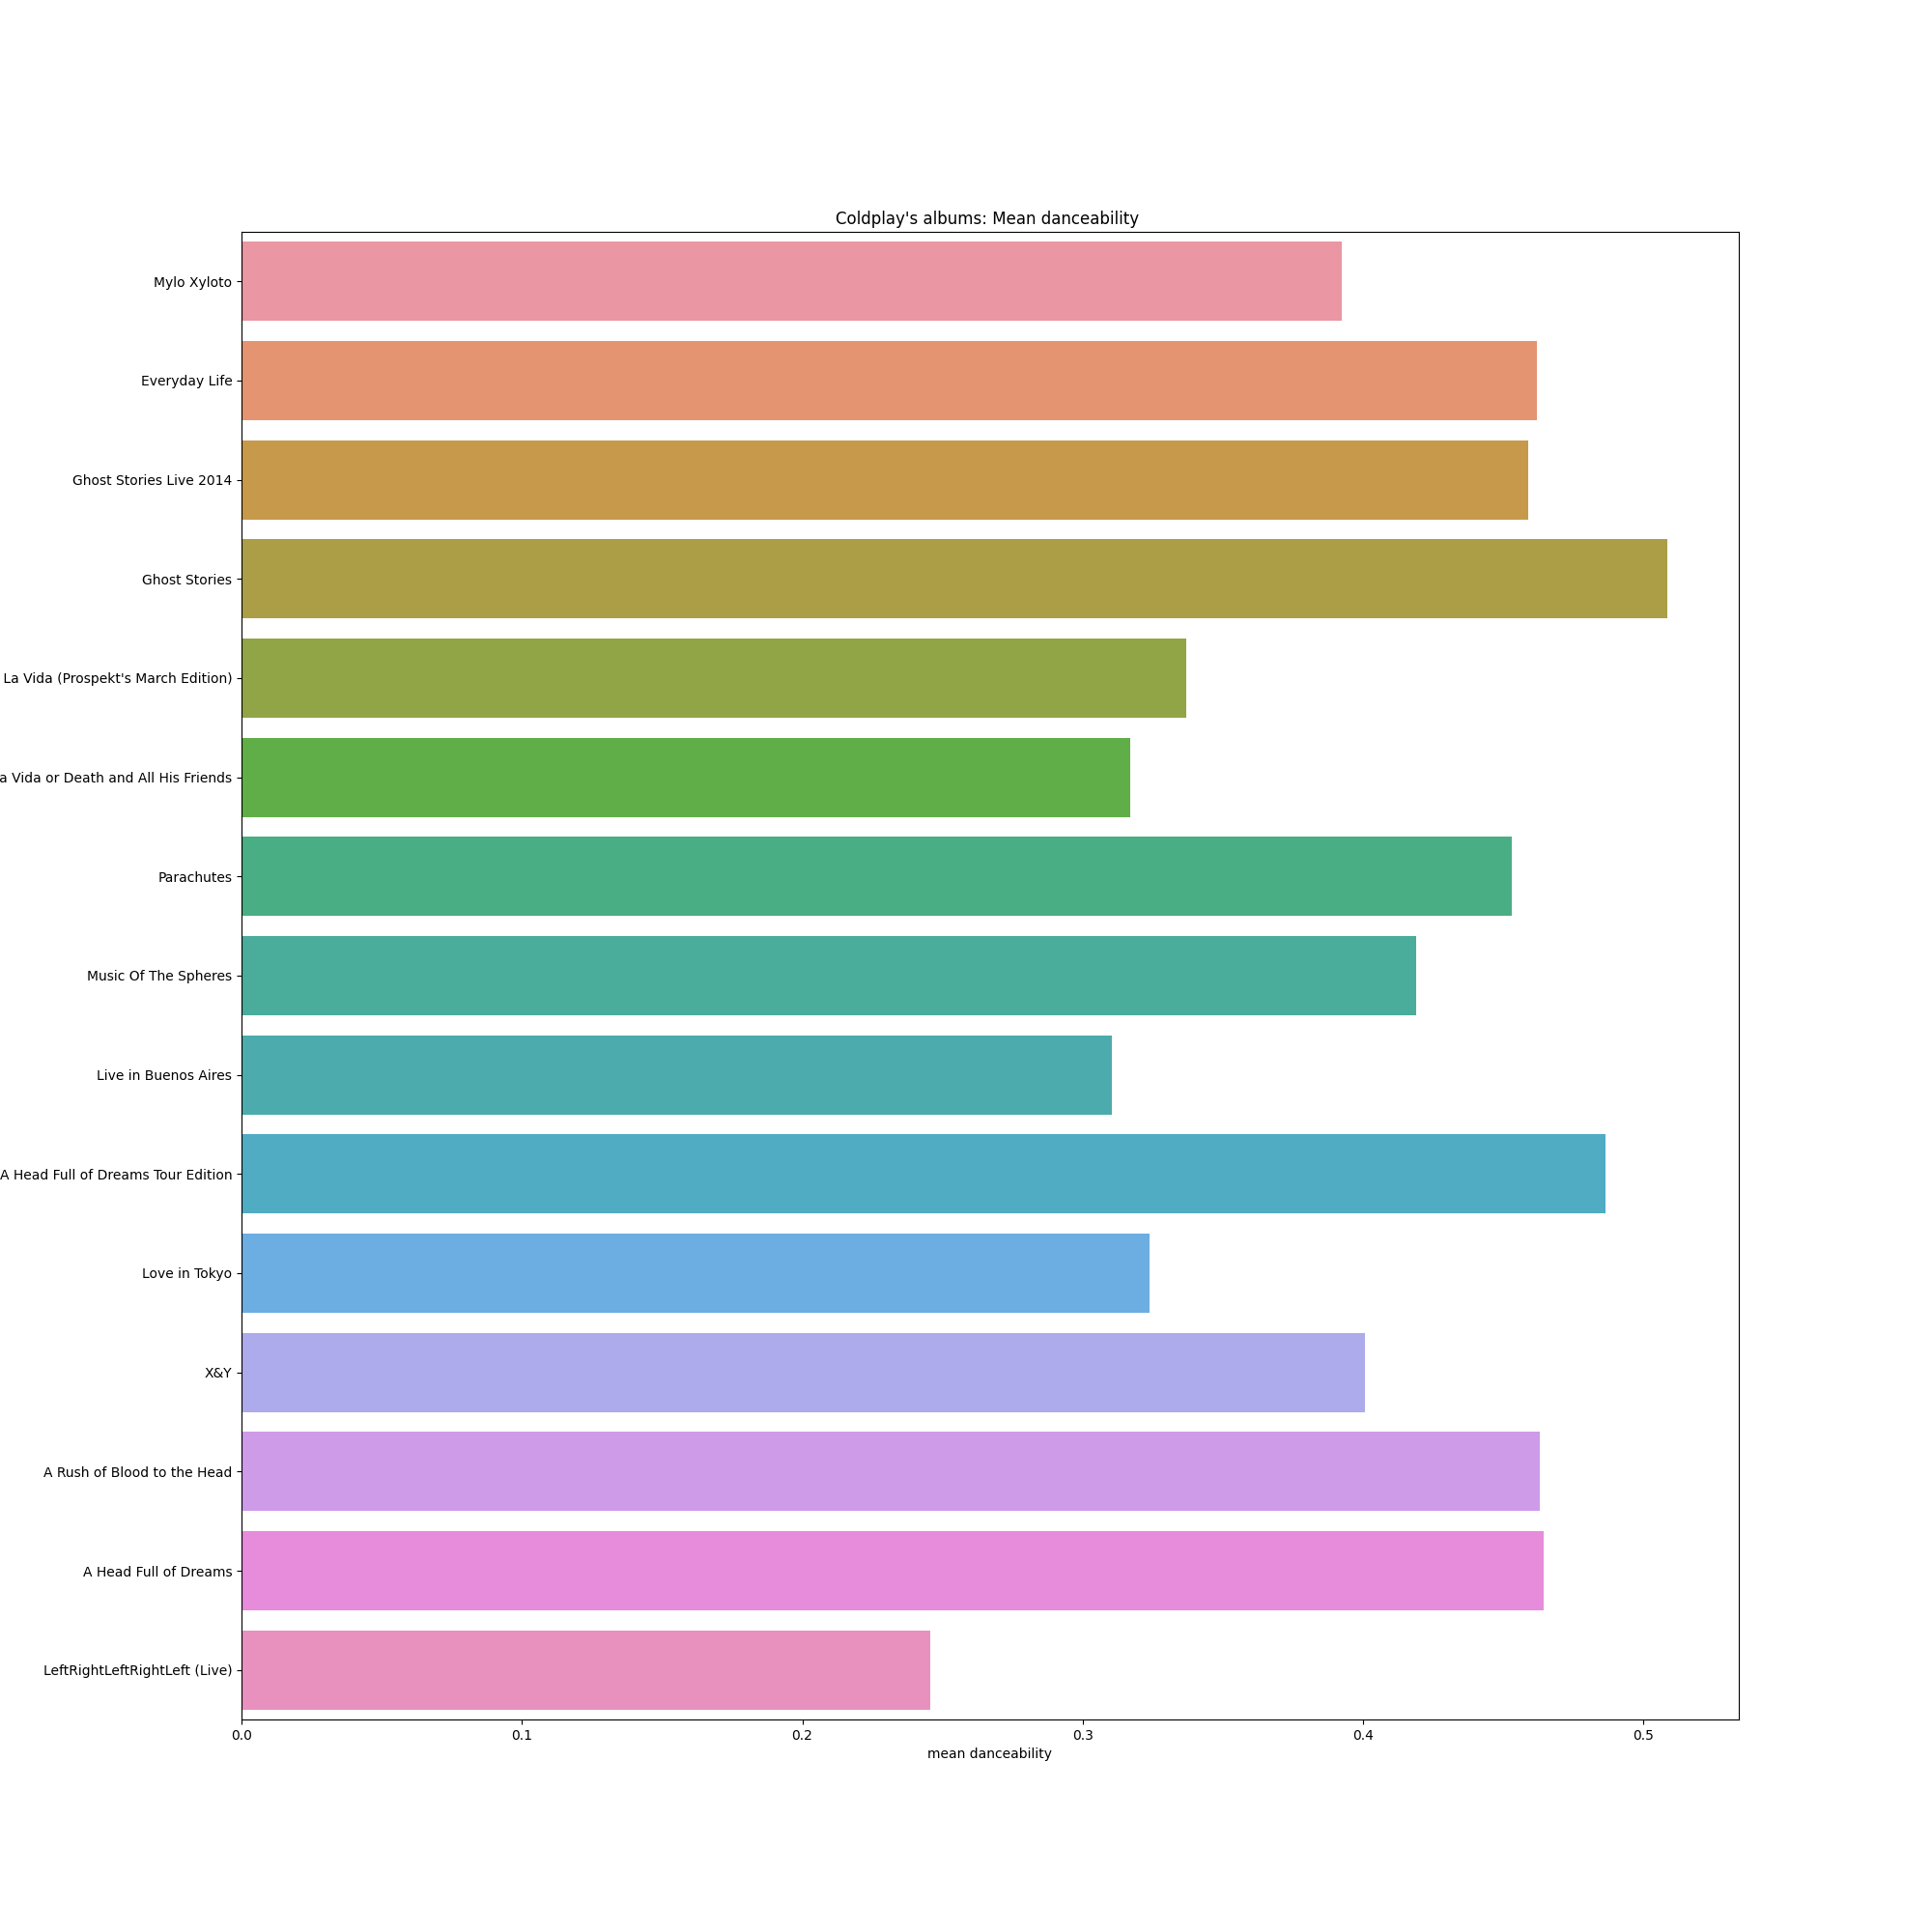 Coldplay's albums: Mean danceability
Mylo Xyloto
Everyday Life
Ghost Stories Live 2014
Ghost Stories
La Vida (Prospekt's March Edition)
a Vida or Death and All His Friends
Parachutes
Music Of The Spheres
Live in Buenos Aires
A Head Full of Dreams Tour Edition
Love in Tokyo
X&Y
A Rush of Blood to the Head
A Head Full of Dreams
LeftRightLeftRightLeft (Live)
0.0 0.1 0.2 0.3 0.4 0.5
mean danceability